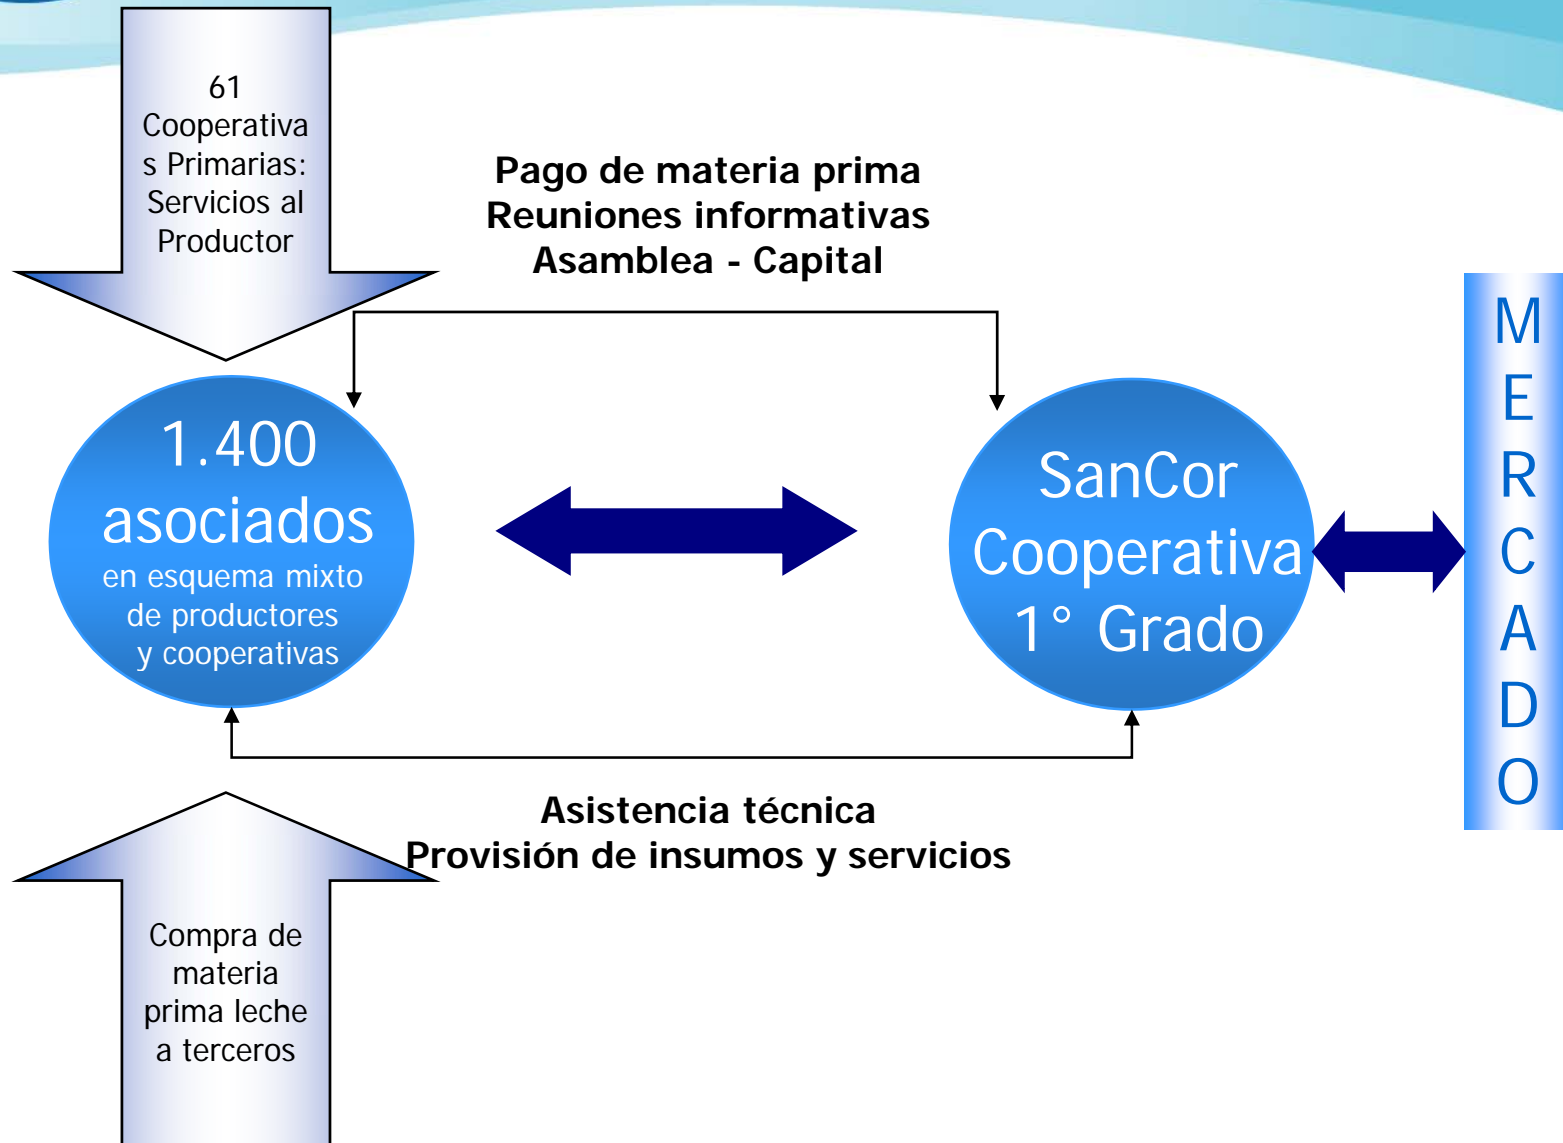 61
Cooperativa
s Primarias:
Servicios al
Productor
Pago de materia prima
Reuniones informativas
Asamblea - Capital
1.400
asociados
en esquema mixto
de productores
y cooperativas
SanCor
Cooperativa
1° Grado
M
E
R
C
A
D
O
Asistencia técnica
Provisión de insumos y servicios
Compra de
materia
prima leche
a terceros